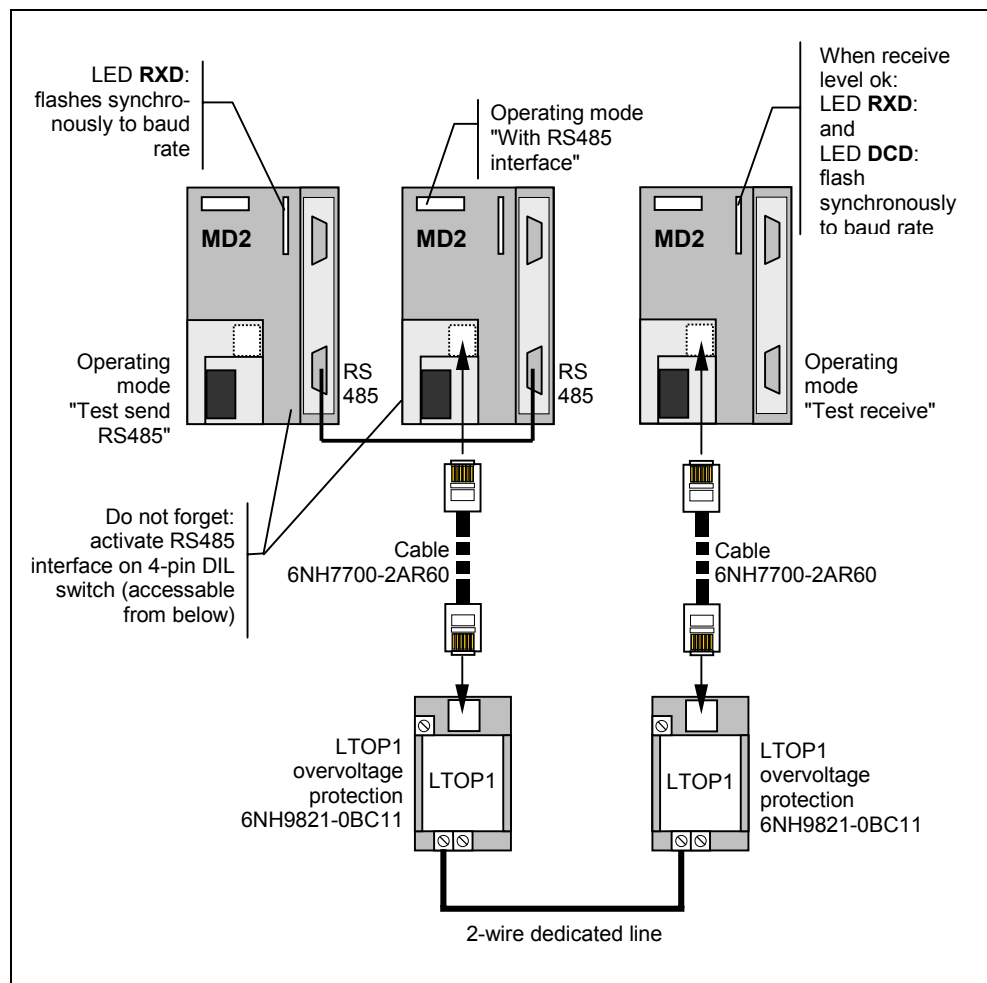 LED RXD:
flashes synchro-
nously to baud
rate
Operating mode
"With RS485
interface"
When receive
level ok:
LED RXD:
and
LED DCD:
flash
synchronously
to baud rate
MD2
MD2
MD2
Operating
mode
"Test send
RS485"
RS
485
RS
485
Operating
mode
"Test receive"
Do not forget:
activate RS485
interface on 4-pin DIL
switch (accessable
from below)
Cable
6NH7700-2AR60
Cable
6NH7700-2AR60
LTOP1
overvoltage
protection
6NH9821-0BC11
LTOP1
LTOP1
LTOP1
overvoltage
protection
6NH9821-0BC11
2-wire dedicated line